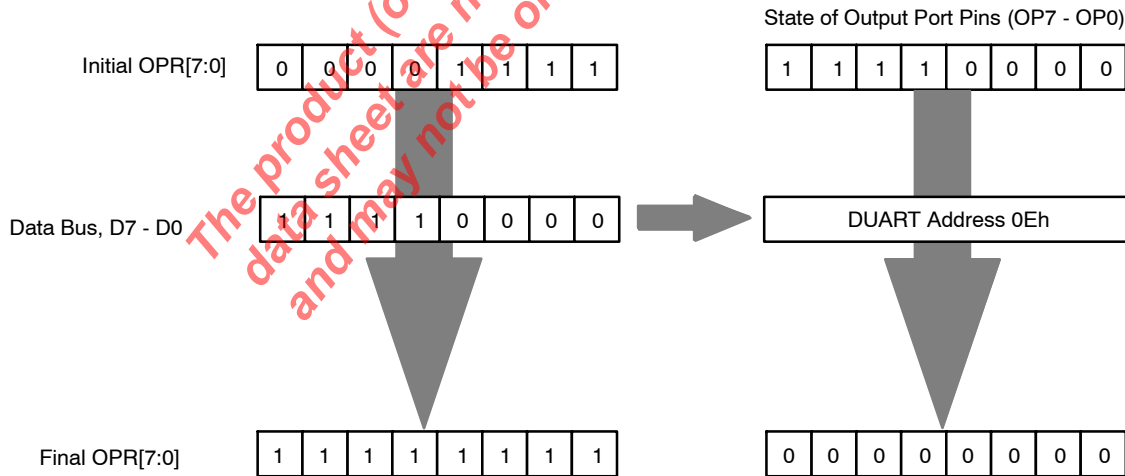 State of Output Port Pins (OP7 - OP0)
Initial OPR[7:0] 0 0 0 0 1 1 1 1
1 1 1 1 0 0 0 0
Data Bus, D7 - D0 1 1 1 1 0 0 0 0
DUART Address 0Eh
Final OPR[7:0] 1 1 1 1 1 1 1 1
0 0 0 0 0 0 0 0
The product (o
data sheet are n
and may not be o